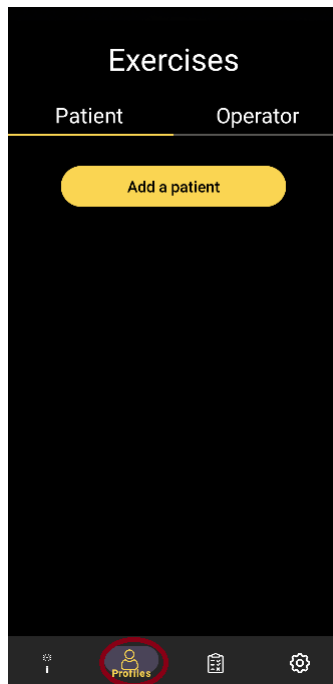 Exercises
Patient Operator
Add a patient
Profiles